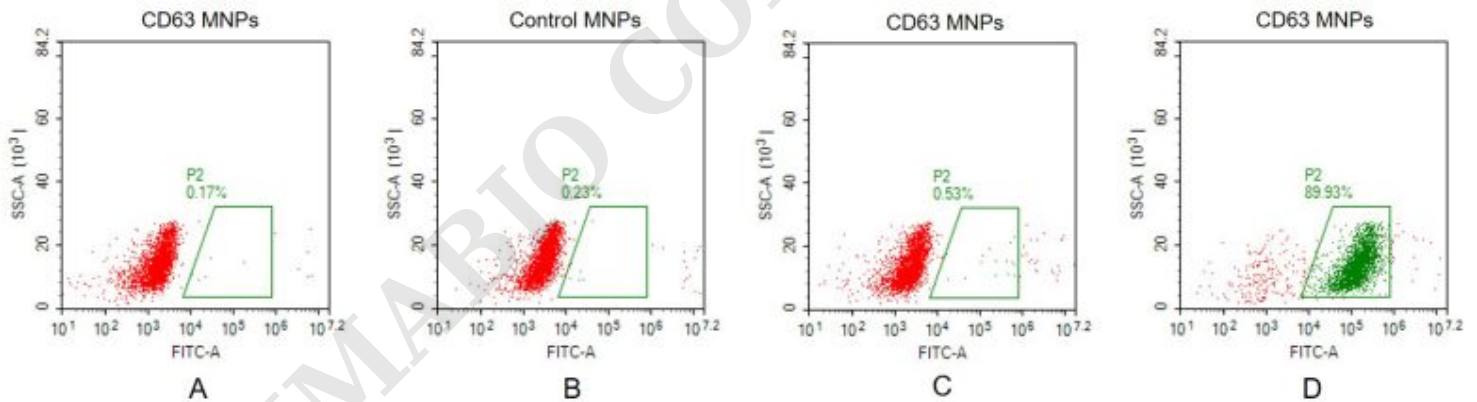 CD63 MNPs
84.2
60
40
20
0
SSC-A (10³ |
P2
0.17%
10¹ 10² 10³ 10⁴ 10⁵ 10⁶ 10⁷·²
FITC-A
A
Control MNPs
84.2
60
40
20
0
SSC-A (10³ |
P2
0.23%
10¹ 10² 10³ 10⁴ 10⁵ 10⁶ 10⁷·²
FITC-A
B
CD63 MNPs
84.2
60
40
20
0
SSC-A (10³ |
P2
0.53%
10¹ 10² 10³ 10⁴ 10⁵ 10⁶ 10⁷·²
FITC-A
C
CD63 MNPs
84.2
60
40
20
0
SSC-A (10³ |
P2
89.93%
10¹ 10² 10³ 10⁴ 10⁵ 10⁶ 10⁷·²
FITC-A
D